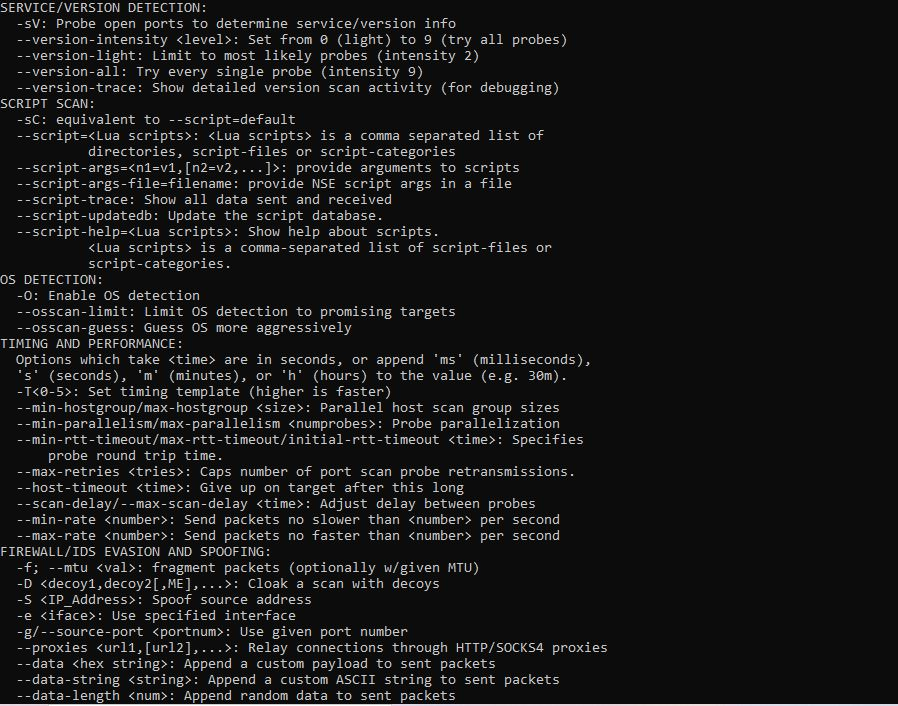 SERVICE/VERSION DETECTION:
  -sV: Probe open ports to determine service/version info
  --version-intensity <level>: Set from 0 (light) to 9 (try all probes)
  --version-light: Limit to most likely probes (intensity 2)
  --version-all: Try every single probe (intensity 9)
  --version-trace: Show detailed version scan activity (for debugging)
SCRIPT SCAN:
  -sC: equivalent to --script=default
  --script=<Lua scripts>: <Lua scripts> is a comma separated list of
           directories, script-files or script-categories
  --script-args=<n1=v1,[n2=v2,...]>: provide arguments to scripts
  --script-args-file=filename: provide NSE script args in a file
  --script-trace: Show all data sent and received
  --script-updatedb: Update the script database.
  --script-help=<Lua scripts>: Show help about scripts.
           <Lua scripts> is a comma-separated list of script-files or
           script-categories.
OS DETECTION:
  -O: Enable OS detection
  --osscan-limit: Limit OS detection to promising targets
  --osscan-guess: Guess OS more aggressively
TIMING AND PERFORMANCE:
  Options which take <time> are in seconds, or append 'ms' (milliseconds),
  's' (seconds), 'm' (minutes), or 'h' (hours) to the value (e.g. 30m).
  -T<0-5>: Set timing template (higher is faster)
  --min-hostgroup/max-hostgroup <size>: Parallel host scan group sizes
  --min-parallelism/max-parallelism <numprobes>: Probe parallelization
  --min-rtt-timeout/max-rtt-timeout/initial-rtt-timeout <time>: Specifies
      probe round trip time.
  --max-retries <tries>: Caps number of port scan probe retransmissions.
  --host-timeout <time>: Give up on target after this long
  --scan-delay/--max-scan-delay <time>: Adjust delay between probes
  --min-rate <number>: Send packets no slower than <number> per second
  --max-rate <number>: Send packets no faster than <number> per second
FIREWALL/IDS EVASION AND SPOOFING:
  -f; --mtu <val>: fragment packets (optionally w/given MTU)
  -D <decoy1,decoy2[,ME],...>: Cloak a scan with decoys
  -S <IP_Address>: Spoof source address
  -e <iface>: Use specified interface
  -g/--source-port <portnum>: Use given port number
  --proxies <url1,[url2],...>: Relay connections through HTTP/SOCKS4 proxies
  --data <hex string>: Append a custom payload to sent packets
  --data-string <string>: Append a custom ASCII string to sent packets
  --data-length <num>: Append random data to sent packets